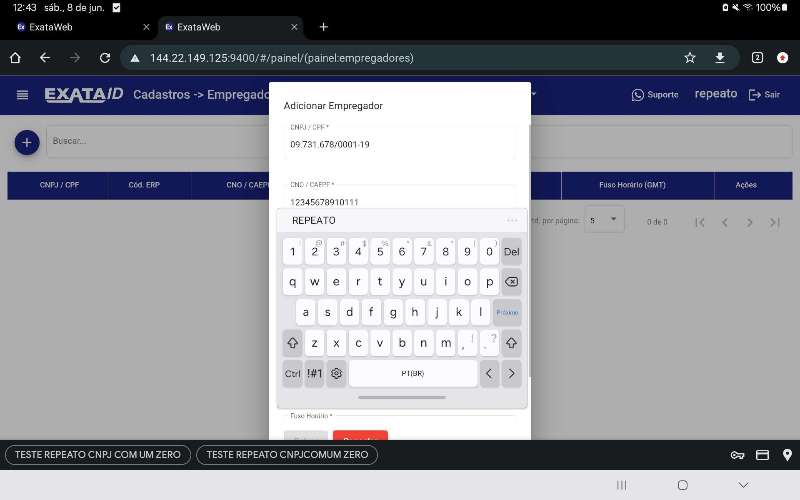 12:43 sáb., 8 de jun.
100%
ExataWeb
ExataWeb
144.22.149.125:9400/#/painel/(painel:empregadores)
2
EXATAID Cadastros -> Empregado
Suporte
repeato
Sair
Adicionar Empregador
CNPJ / CPF *
09.731.678/0001-19
Buscar...
CNPJ / CPF
Cód. ERP
CNO / CAEPF
Fuso Horário (GMT)
Ações
CNO / CAEPF *
12345678910111
por página:
5
0 de 0
REPEATO
1 2 3 4 5 6 7 8 9 0 Del
q w e r t y u i o p
a s d f g h j k l Próximo
z x c v b n m , ! . ?
Ctrl !#1 PT(BR)
Fuso Horário *
TESTE REPEATO CNPJ COM UM ZERO
TESTE REPEATO CNPJCOMUM ZERO